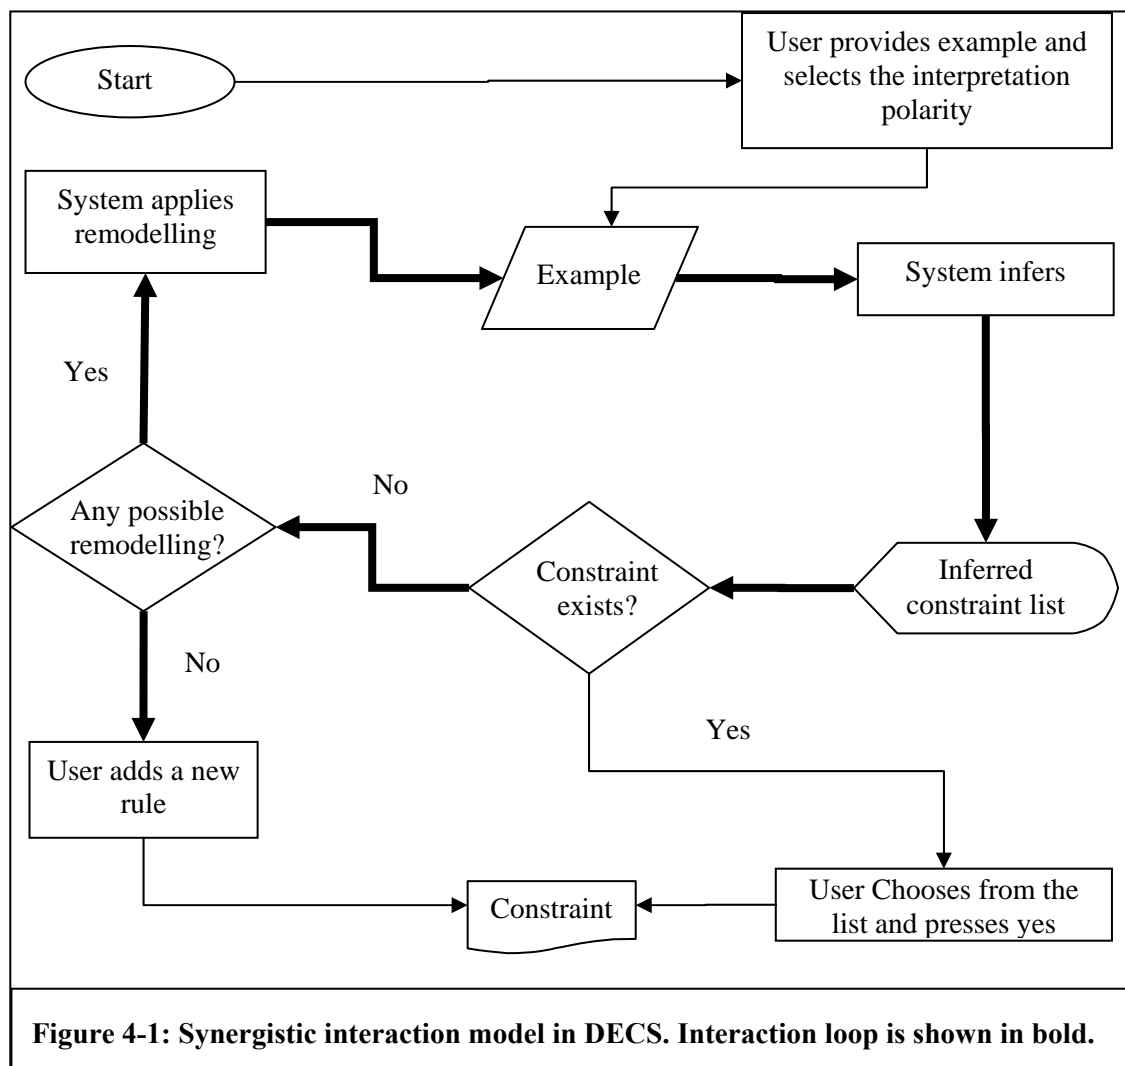 Start
User provides example and
selects the interpretation
polarity
System applies
remodelling
Example
System infers
Yes
No
Any possible
remodelling?
Constraint
exists?
Inferred
constraint list
No
Yes
User adds a new
rule
Constraint
User Chooses from the
list and presses yes
Figure 4-1: Synergistic interaction model in DECS. Interaction loop is shown in bold.